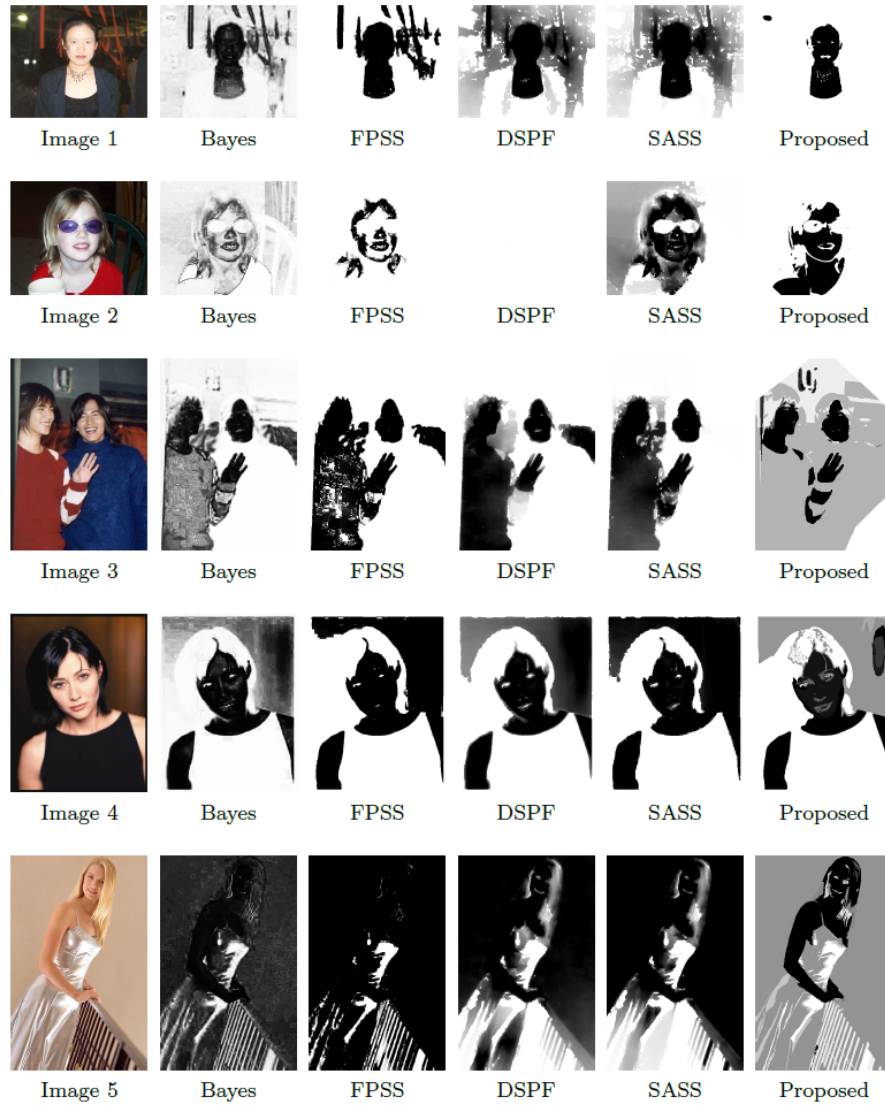 Image 1 Bayes FPSS DSPF SASS Proposed
Image 2 Bayes FPSS DSPF SASS Proposed
Image 3 Bayes FPSS DSPF SASS Proposed
Image 4 Bayes FPSS DSPF SASS Proposed
Image 5 Bayes FPSS DSPF SASS Proposed